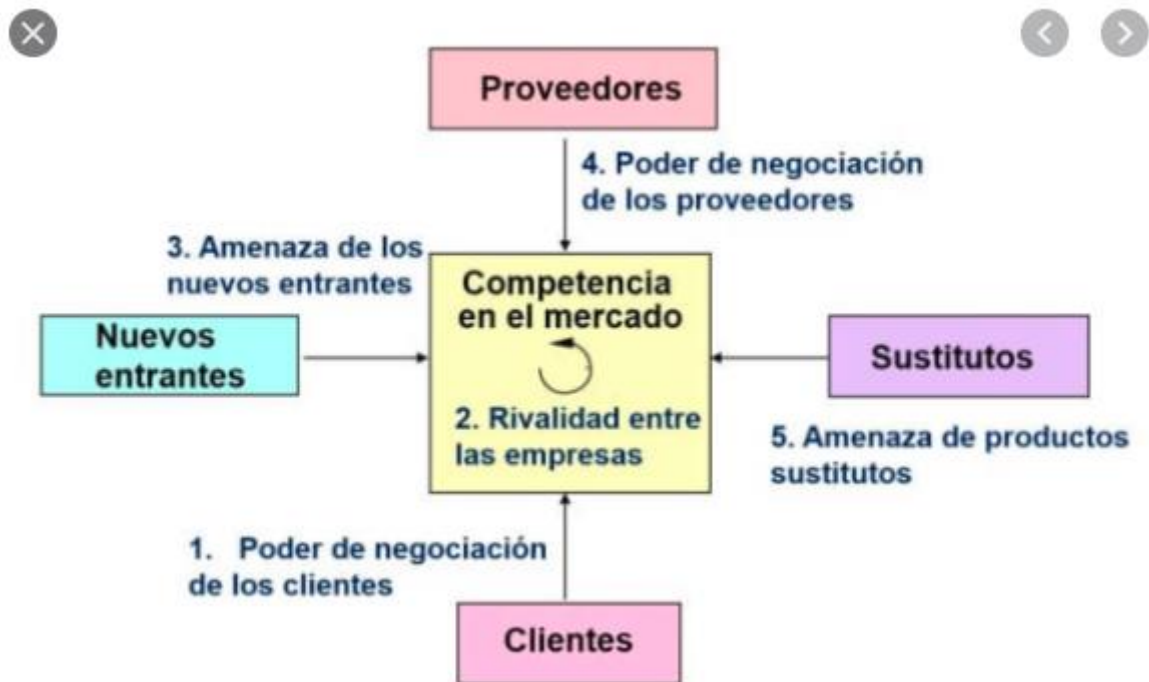 Proveedores
4. Poder de negociación
de los proveedores
3. Amenaza de los
nuevos entrantes
Competencia
en el mercado
Nuevos
entrantes
Sustitutos
2. Rivalidad entre
las empresas
5. Amenaza de productos
sustitutos
1. Poder de negociación
de los clientes
Clientes